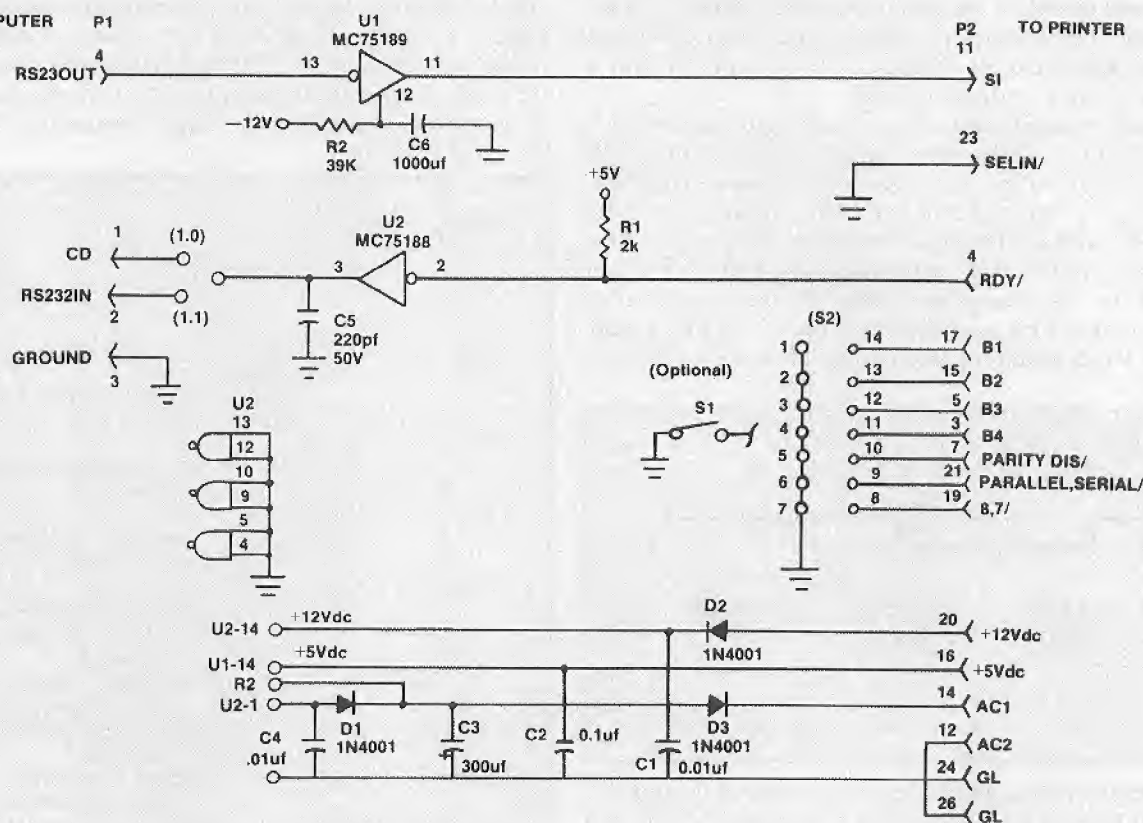 PUTER P1 U1 P2 TO PRINTER
MC75189
4 11
RS23OUT 13 11 SI
12
—12V
R2 C6
39K 1000uf
23
SELIN/
+5V
R1
2k
U2
MC75188
CD 1 (1.0)
3 2 4
RDY/
RS232IN
2 (1.1)
C5
220pf
50V
GROUND
3
(S2)
1 14 17 B1
(Optional) 2 13 15 B2
S1 3 12 5 B3
4 11 3 B4
5 10 7 PARITY DIS/
6 9 21 PARALLEL,SERIAL/
7 8 19 8,7/
U2
13
12
10
9
5
4
U2-14 +12Vdc D2 20 +12Vdc
1N4001
U1-14 +5Vdc 16 +5Vdc
R2
U2-1 14 AC1
D1 D3
1N4001 1N4001
C4 C3 C2 0.1uf
.01uf 300uf C1 0.01uf
12 AC2
24 GL
26 GL